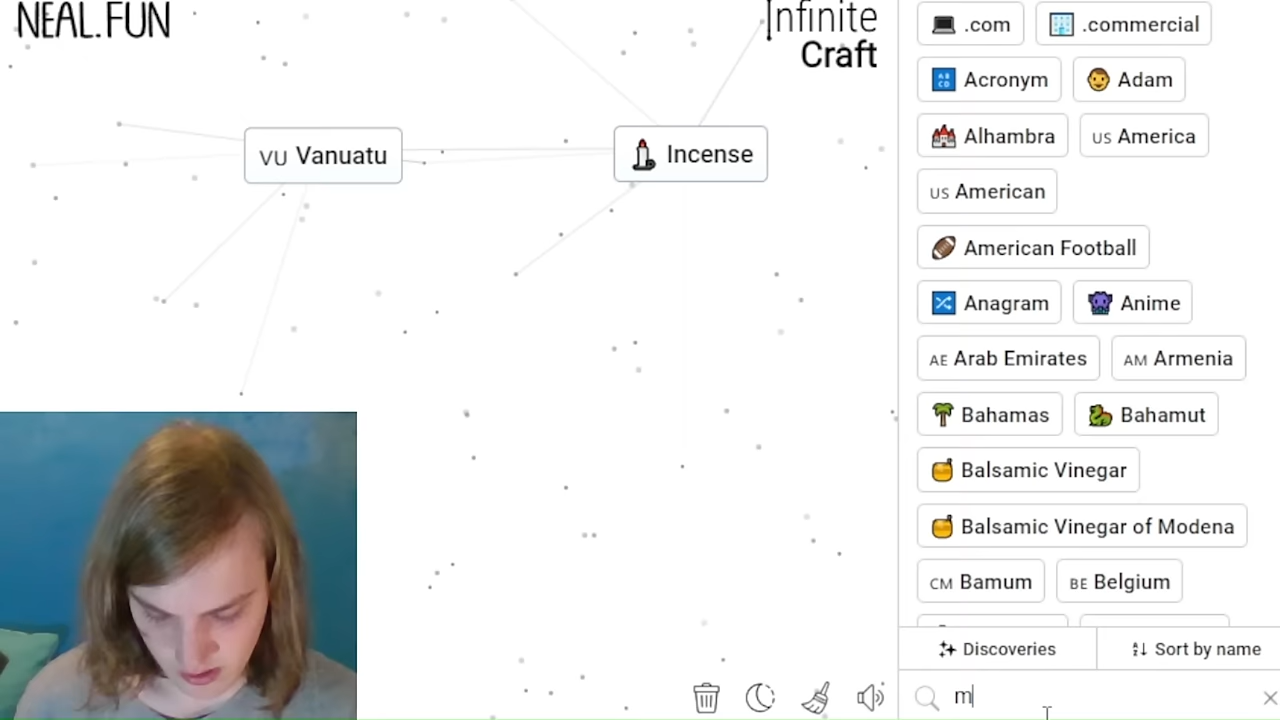 NEAL.FUN
Infinite
Craft
VU Vanuatu
Incense
.com
.commercial
Acronym
Adam
Alhambra
US America
US American
American Football
Anagram
Anime
AE Arab Emirates
AM Armenia
Bahamas
Bahamut
Balsamic Vinegar
Balsamic Vinegar of Modena
CM Bamum
BE Belgium
Discoveries
Sort by name
m